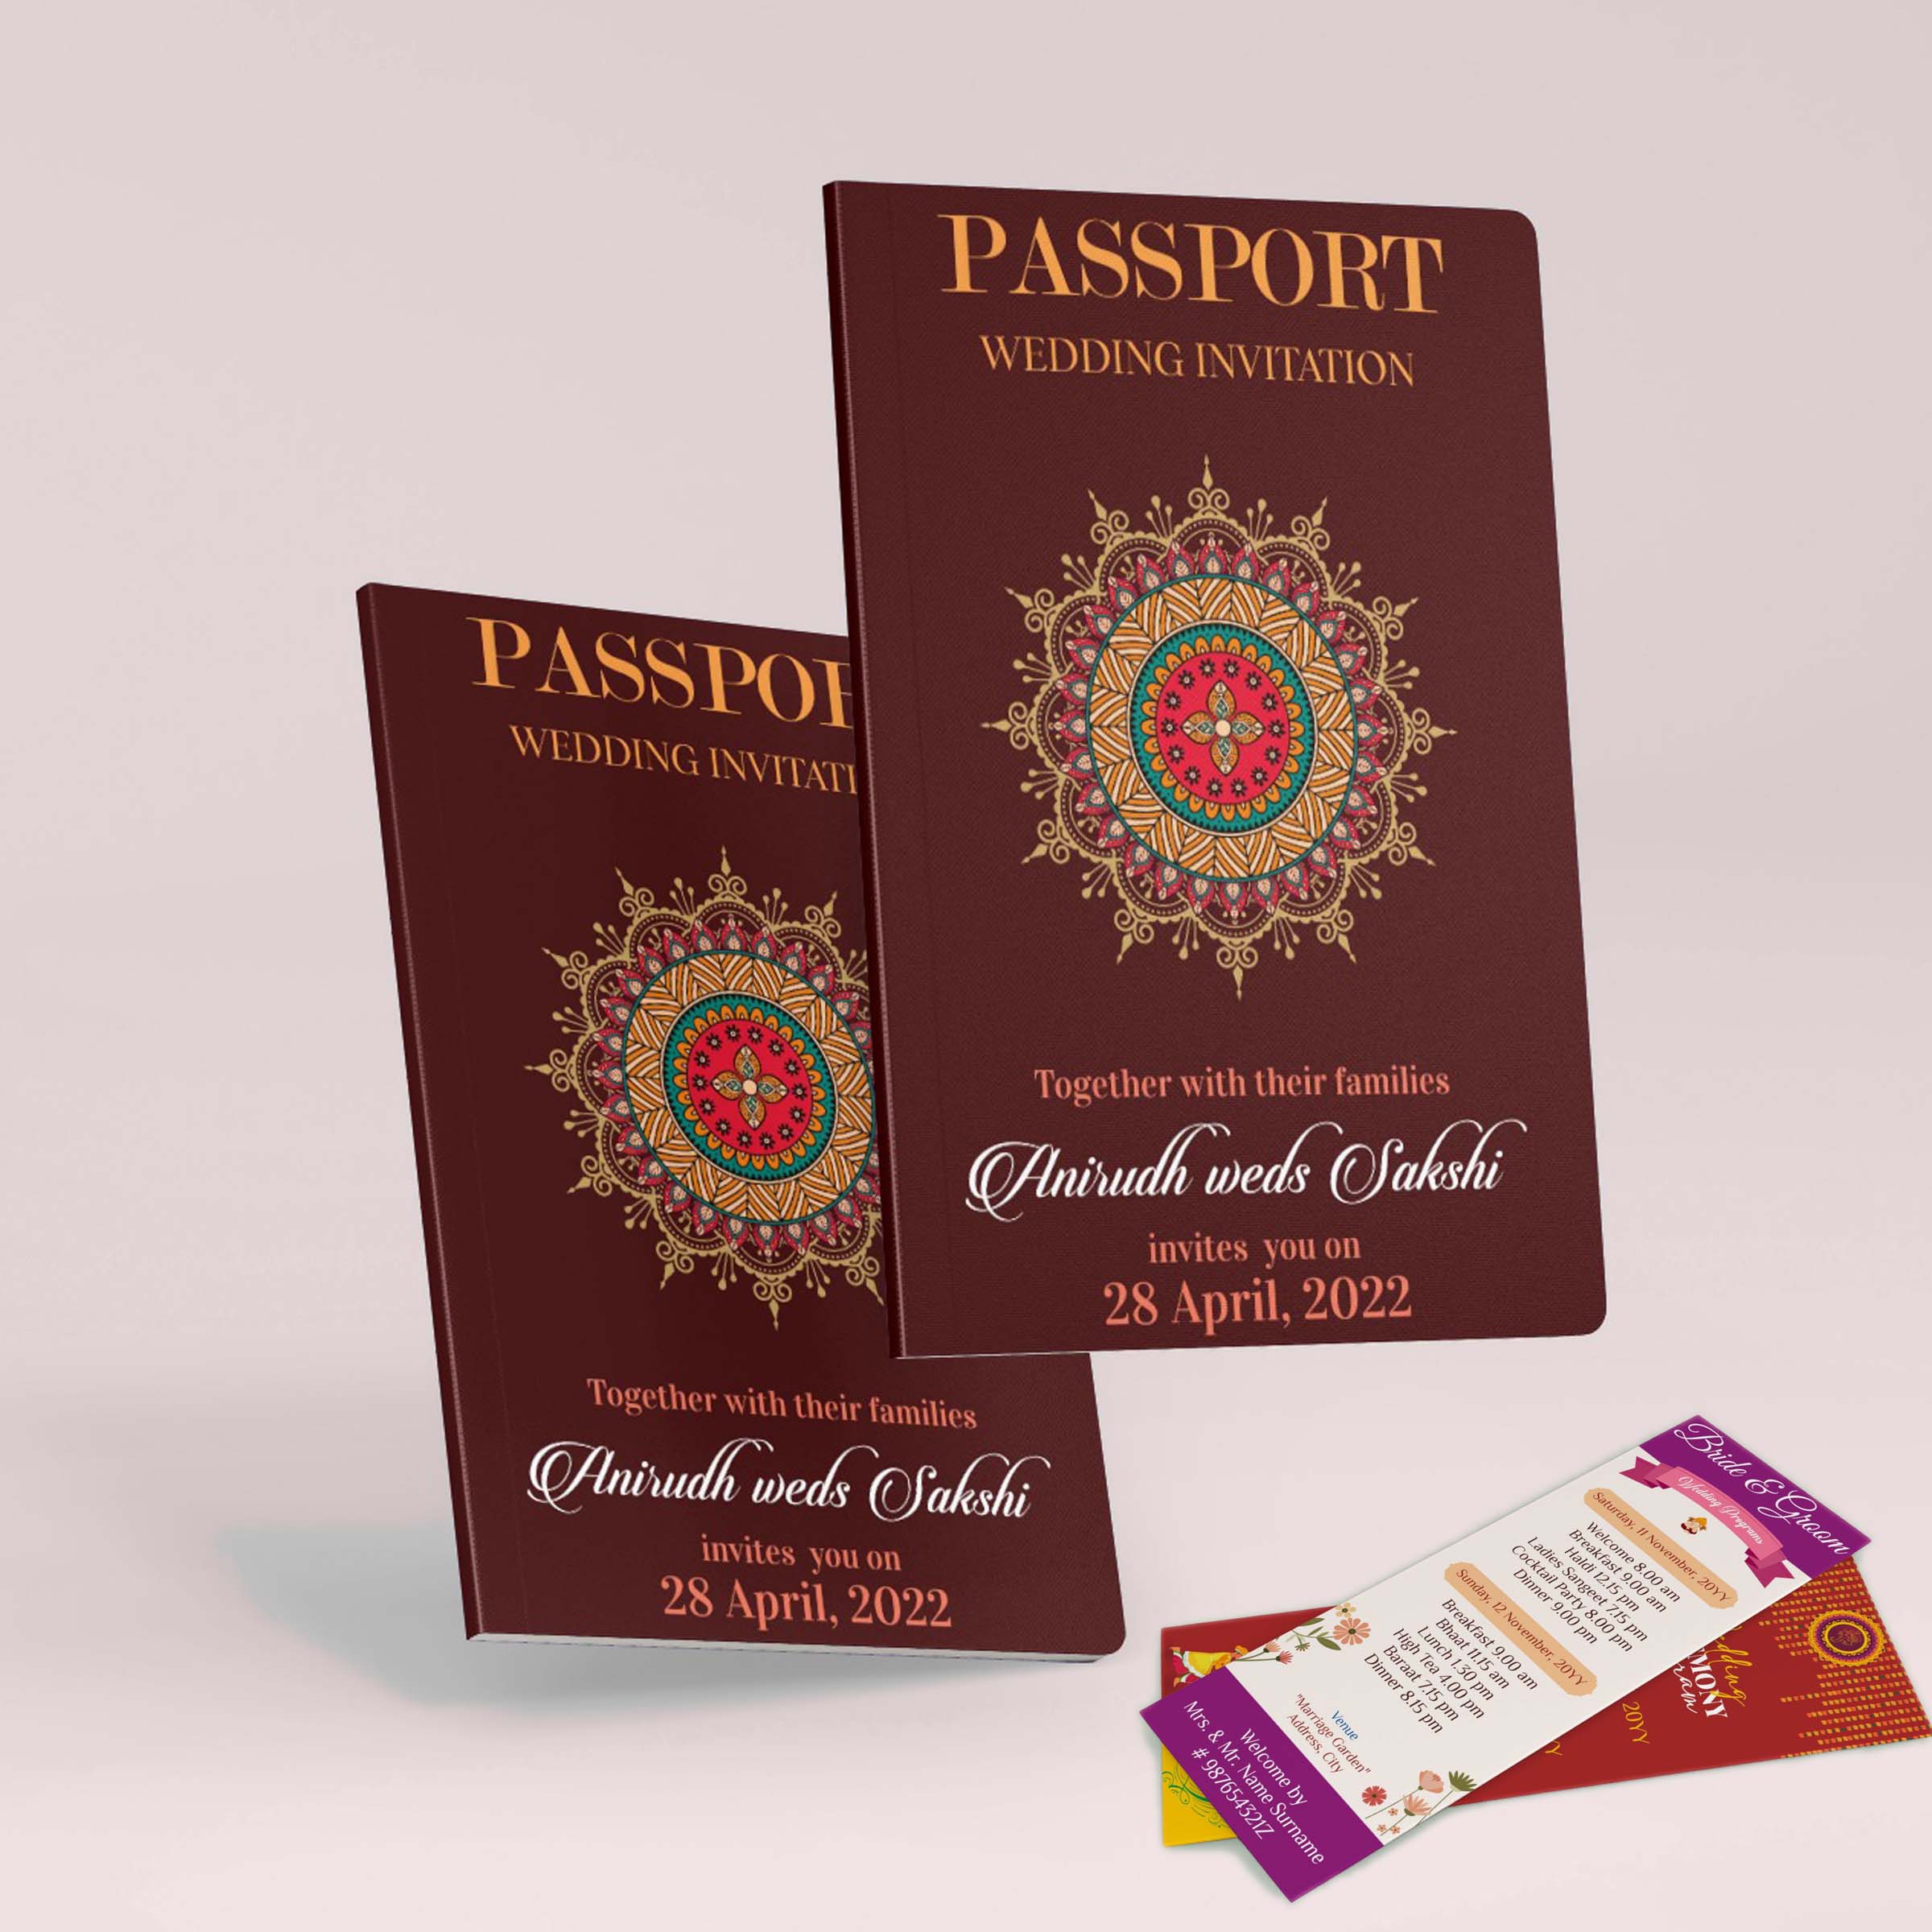 PASSPORT
WEDDING INVITATION
Together with their families
Anirudh weds Sakshi
invites you on
28 April, 2022
PASSPOR
WEDDING INVITATI
Together with their families
Anirudh weds Sakshi
invites you on
28 April, 2022
Bride & Groom
Wedding Programs
Saturday, 11 November, 20YY
Welcome 8.00 am
Breakfast 9.00 am
Haldi 12.15 pm
Ladies Sangeet 7.15 pm
Cocktail Party 8.00 pm
Dinner 9.00 pm
Sunday, 12 November, 20YY
Breakfast 9.00 am
Bhaat 11.15 am
Lunch 1.30 pm
High Tea 4.00 pm
Baraat 7.15 pm
Dinner 8.15 pm
Venue
"Marriage Garden"
Address, City
Welcome by
Mrs. & Mr. Name Surname
# 987654321Z
dding
MONY
ram
20YY